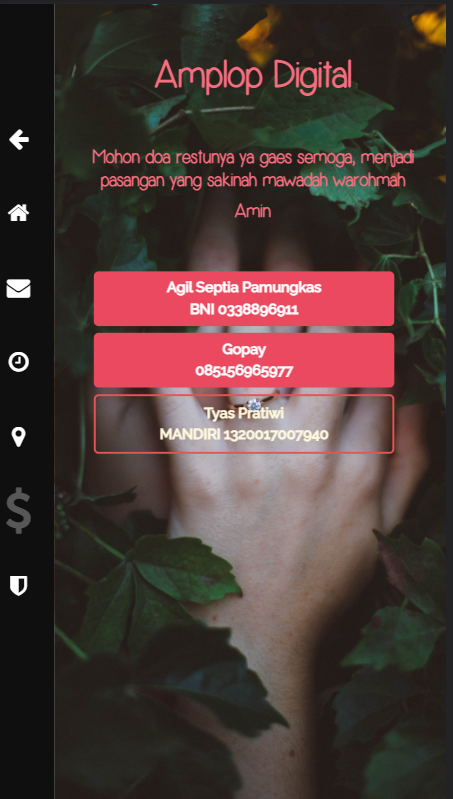 Amplop Digital
Mohon doa restunya ya gaes semoga, menjadi
pasangan yang sakinah mawadah warohmah
Amin
Agil Septia Pamungkas
BNI 0338896911
Gopay
085156965977
Tyas Pratiwi
MANDIRI 1320017007940